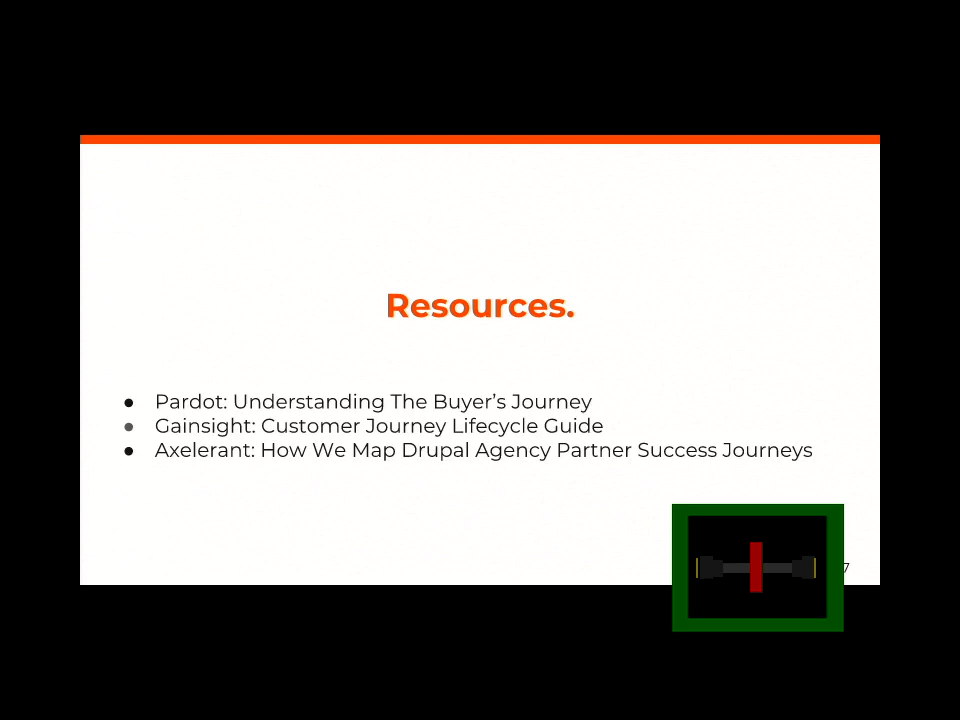 Resources.
● Pardot: Understanding The Buyer’s Journey
● Gainsight: Customer Journey Lifecycle Guide
● Axelerant: How We Map Drupal Agency Partner Success Journeys
7